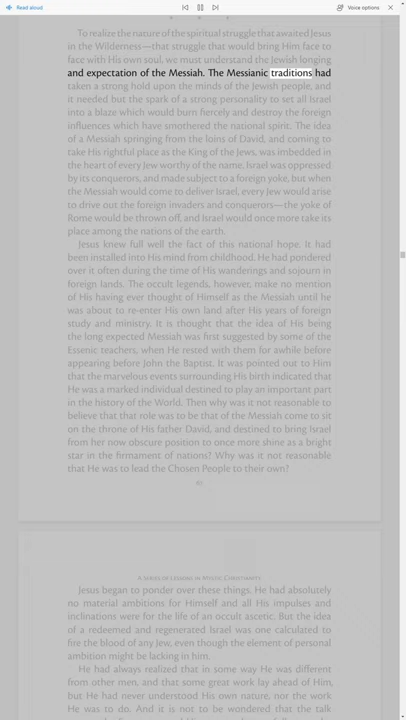 Read aloud
Voice options
To realize the nature of the spiritual struggle that awaited Jesus
in the Wilderness—that struggle that would bring Him face to
face with His own soul, we must understand the Jewish longing
and expectation of the Messiah. The Messianic traditions had
taken a strong hold upon the minds of the Jewish people, and
it needed but the spark of a strong personality to set all Israel
into a blaze which would burn fiercely and destroy the foreign
influences which have smothered the national spirit. The idea
of a Messiah springing from the loins of David, and coming to
take His rightful place as the King of the Jews, was imbedded in
the heart of every Jew worthy of the name. Israel was oppressed
by its conquerors, and made subject to a foreign yoke, but when
the Messiah would come to deliver Israel, every Jew would arise
to drive out the foreign invaders and conquerors—the yoke of
Rome would be thrown off, and Israel would once more take its
place among the nations of the earth.
Jesus knew full well the fact of this national hope. It had
been installed into His mind from childhood. He had pondered
over it often during the time of His wanderings and sojourn in
foreign lands. The occult legends, however, make no mention
of His having ever thought of Himself as the Messiah until he
was about to re-enter His own land after His years of foreign
study and ministry. It is thought that the idea of His being
the long expected Messiah was first suggested by some of the
Essenic teachers, when He rested with them for awhile before
appearing before John the Baptist. It was pointed out to Him
that the marvelous events surrounding His birth indicated that
He was a marked individual destined to play an important part
in the history of the World. Then why was it not reasonable to
believe that that role was to be that of the Messiah come to sit
on the throne of His father David, and destined to bring Israel
from her now obscure position to once more shine as a bright
star in the firmament of nations? Why was it not reasonable
that He was to lead the Chosen People to their own?
A Series of Lessons in Mystic Christianity
Jesus began to ponder over these things. He had absolutely
no material ambitions for Himself and all His impulses and
inclinations were for the life of an occult ascetic. But the idea
of a redeemed and regenerated Israel was one calculated to
fire the blood of any Jew, even though the element of personal
ambition might be lacking in him.
He had always realized that in some way He was different
from other men, and that some great work lay ahead of Him,
but He had never understood His own nature, nor the work
He was to do. And it is not to be wondered that the talk